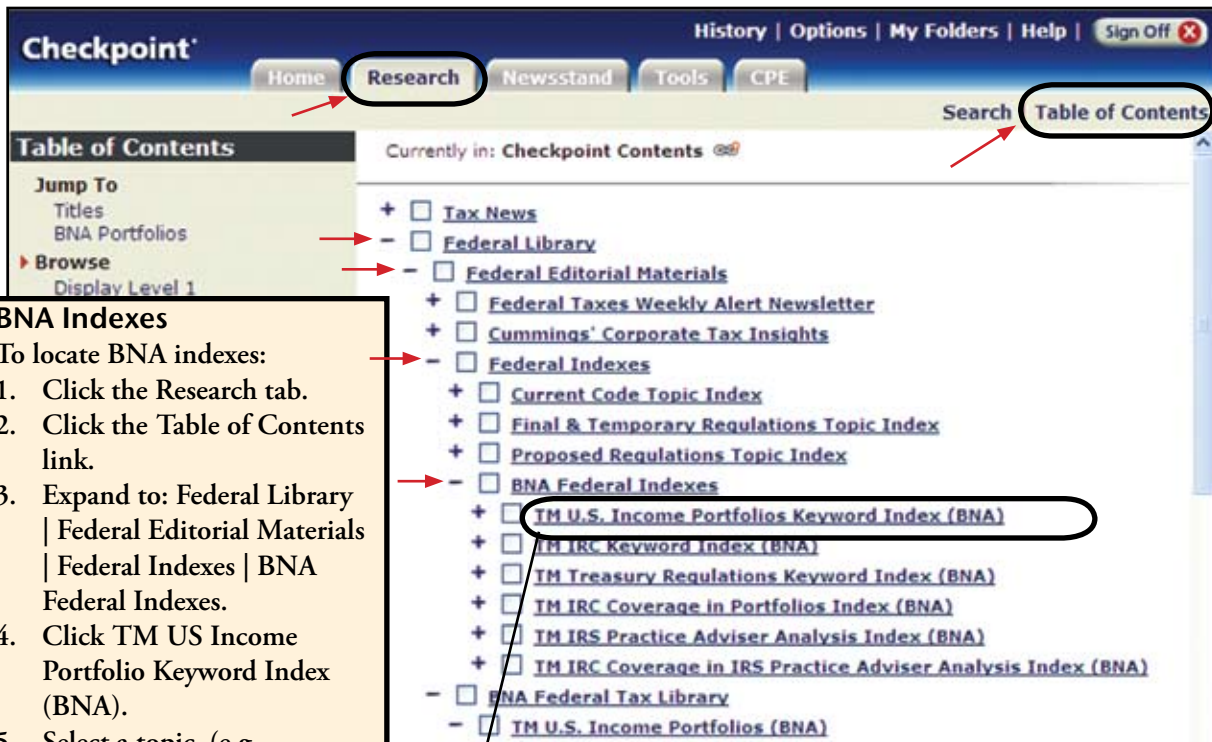 Checkpoint
History | Options | My Folders | Help | Sign Off
Home Research Newsstand Tools CPE
Search Table of Contents
Table of Contents
Currently in: Checkpoint Contents
Jump To
Titles
BNA Portfolios
Browse
Display Level 1
+ Tax News
- Federal Library
- Federal Editorial Materials
+ Federal Taxes Weekly Alert Newsletter
+ Cummings' Corporate Tax Insights
- Federal Indexes
+ Current Code Topic Index
+ Final & Temporary Regulations Topic Index
+ Proposed Regulations Topic Index
- BNA Federal Indexes
+ TM U.S. Income Portfolios Keyword Index (BNA)
+ TM IRC Keyword Index (BNA)
+ TM Treasury Regulations Keyword Index (BNA)
+ TM IRC Coverage in Portfolios Index (BNA)
+ TM IRS Practice Adviser Analysis Index (BNA)
+ TM IRC Coverage in IRS Practice Adviser Analysis Index (BNA)
- BNA Federal Tax Library
- TM U.S. Income Portfolios (BNA)
BNA Indexes
To locate BNA indexes:
1. Click the Research tab.
2. Click the Table of Contents
link.
3. Expand to: Federal Library
| Federal Editorial Materials
| Federal Indexes | BNA
Federal Indexes.
4. Click TM US Income
Portfolio Keyword Index
(BNA).
5. Select a topic (e.g.